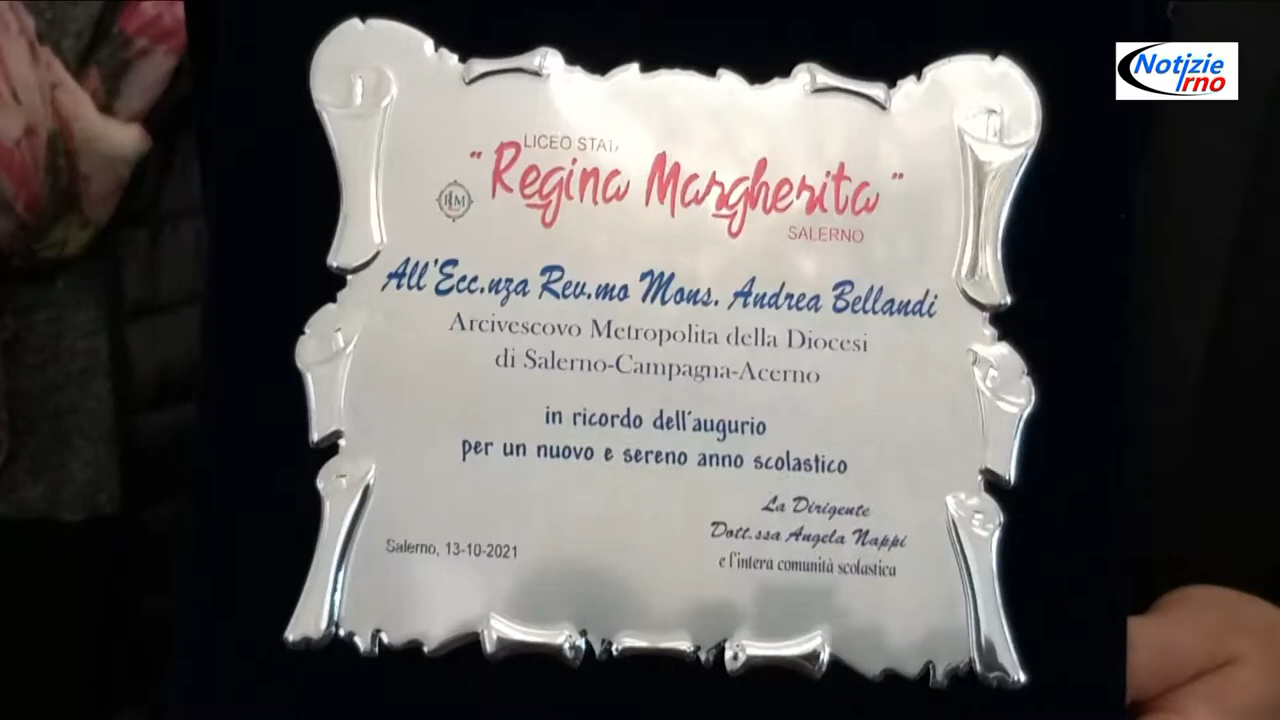 Notizie
Irno
LICEO
" Regina Margherita "
RLM
SALERNO
All'Ecc.nza Rev.mo Mons. Andrea Bellandi
Arcivescovo Metropolita della Diocesi
di Salerno-Campagna-Acerno
in ricordo dell'augurio
per un nuovo e sereno anno scolastico
La Dirigente
Dott.ssa Angela Nappi
e l'intera comunità scolastica
Salerno, 13-10-2021